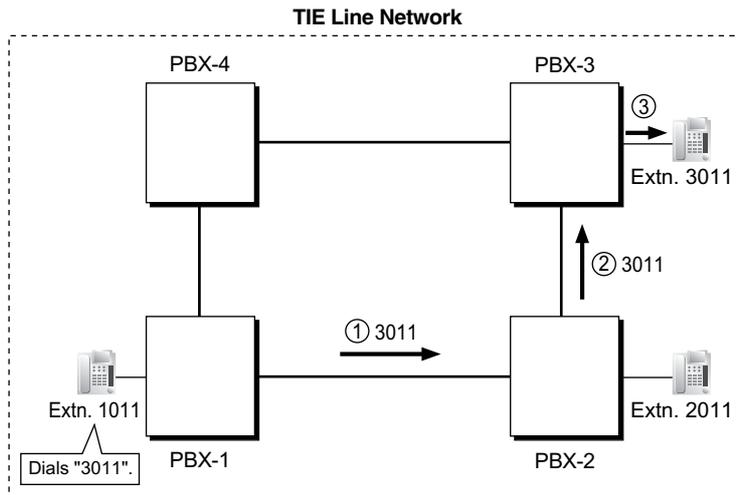 TIE Line Network
PBX-4
PBX-3
③
Extn. 3011
② 3011
① 3011
Extn. 1011
Extn. 2011
Dials "3011".
PBX-1
PBX-2